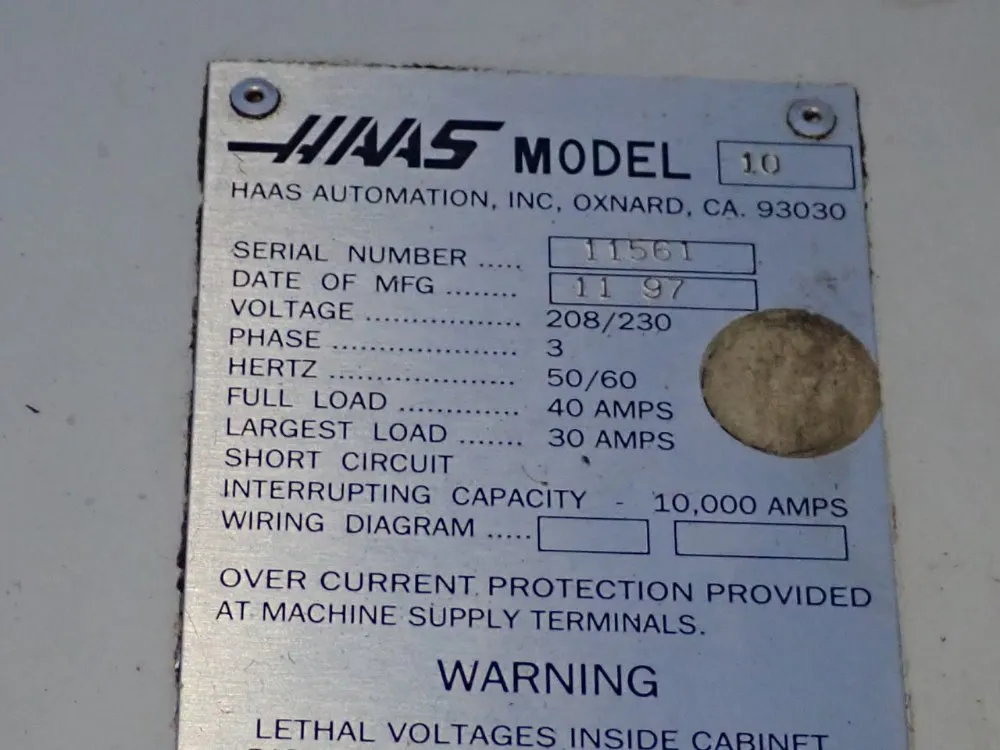 HAAS MODEL 10
HAAS AUTOMATION, INC, OXNARD, CA. 93030
SERIAL NUMBER ..... 11561
DATE OF MFG ........ 11 97
VOLTAGE .................. 208/230
PHASE ..................... 3
HERTZ ..................... 50/60
FULL LOAD ............. 40 AMPS
LARGEST LOAD ....... 30 AMPS
SHORT CIRCUIT
INTERRUPTING CAPACITY - 10,000 AMPS
WIRING DIAGRAM .....
OVER CURRENT PROTECTION PROVIDED
AT MACHINE SUPPLY TERMINALS.
WARNING
LETHAL VOLTAGES INSIDE CABINET